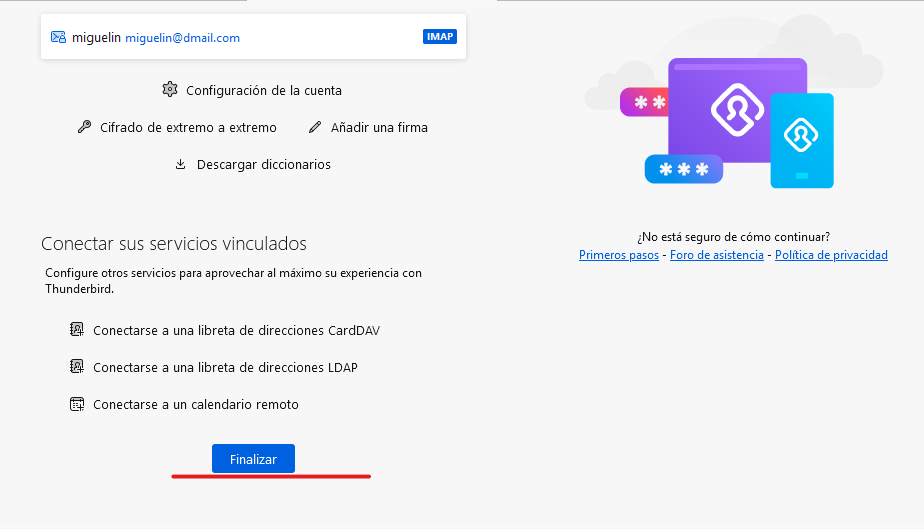 miguelin miguelin@dmail.com IMAP
Configuración de la cuenta
Cifrado de extremo a extremo Añadir una firma
Descargar diccionarios
Conectar sus servicios vinculados
Configure otros servicios para aprovechar al máximo su experiencia con
Thunderbird.
Conectarse a una libreta de direcciones CardDAV
Conectarse a una libreta de direcciones LDAP
Conectarse a un calendario remoto
Finalizar
***
***
¿No está seguro de cómo continuar?
Primeros pasos - Foro de asistencia - Política de privacidad